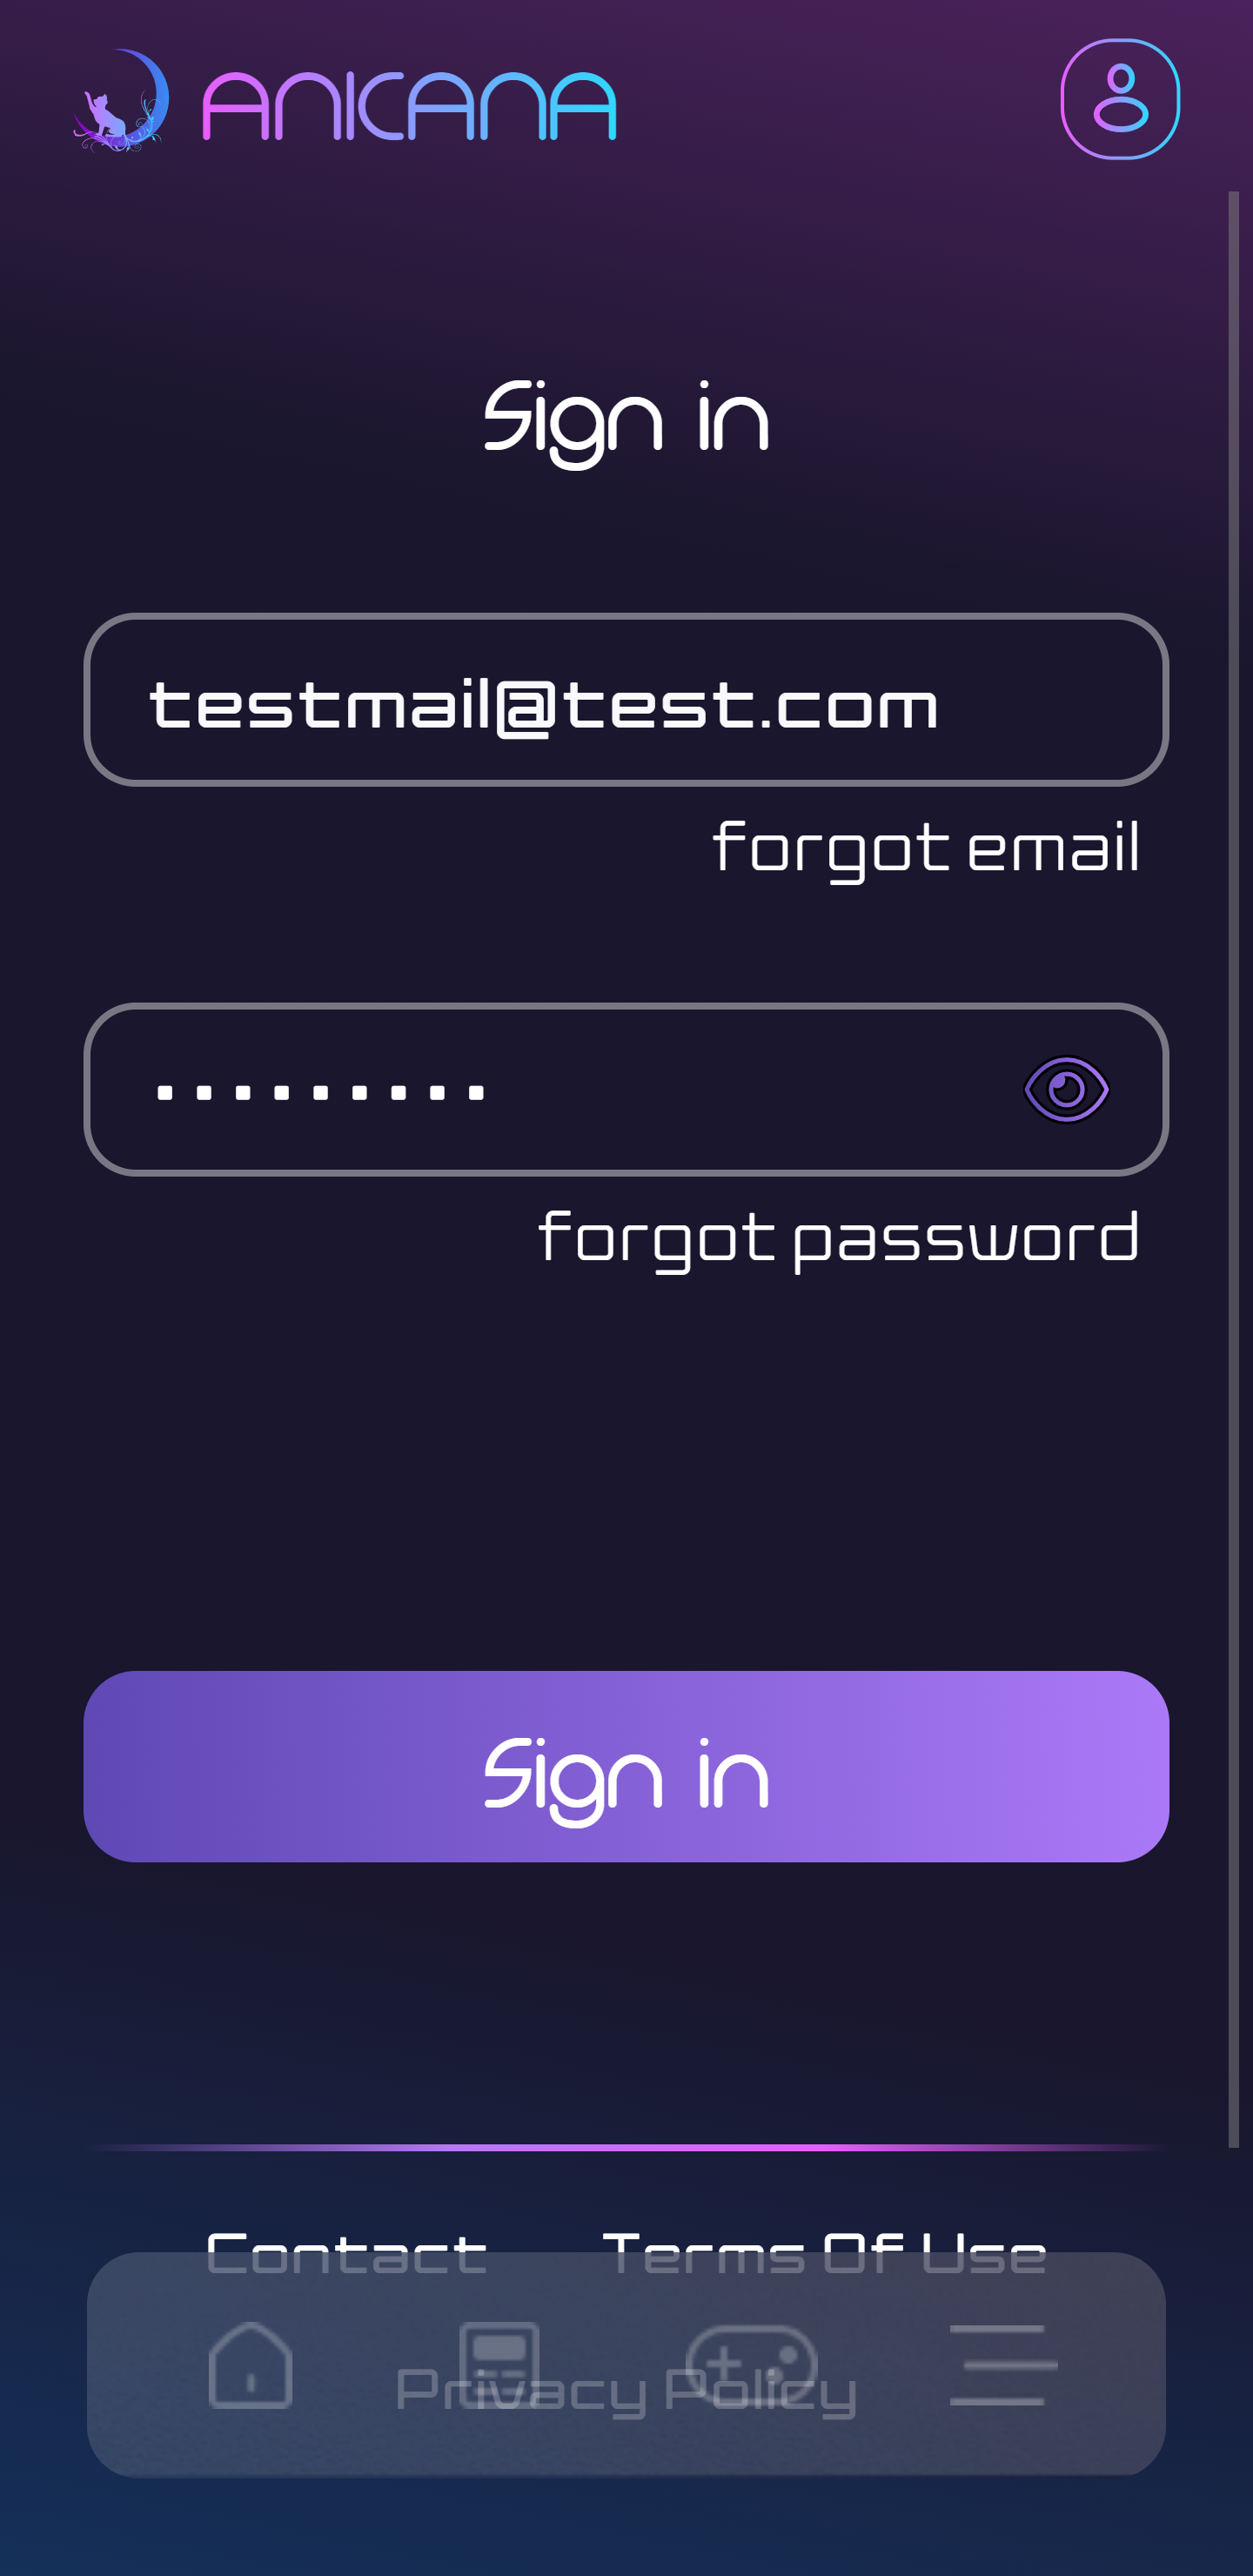 ANICANA
Sign in
testmail@test.com
forgot email
forgot password
Sign in
Contact Terms Of Use
Privacy Policy